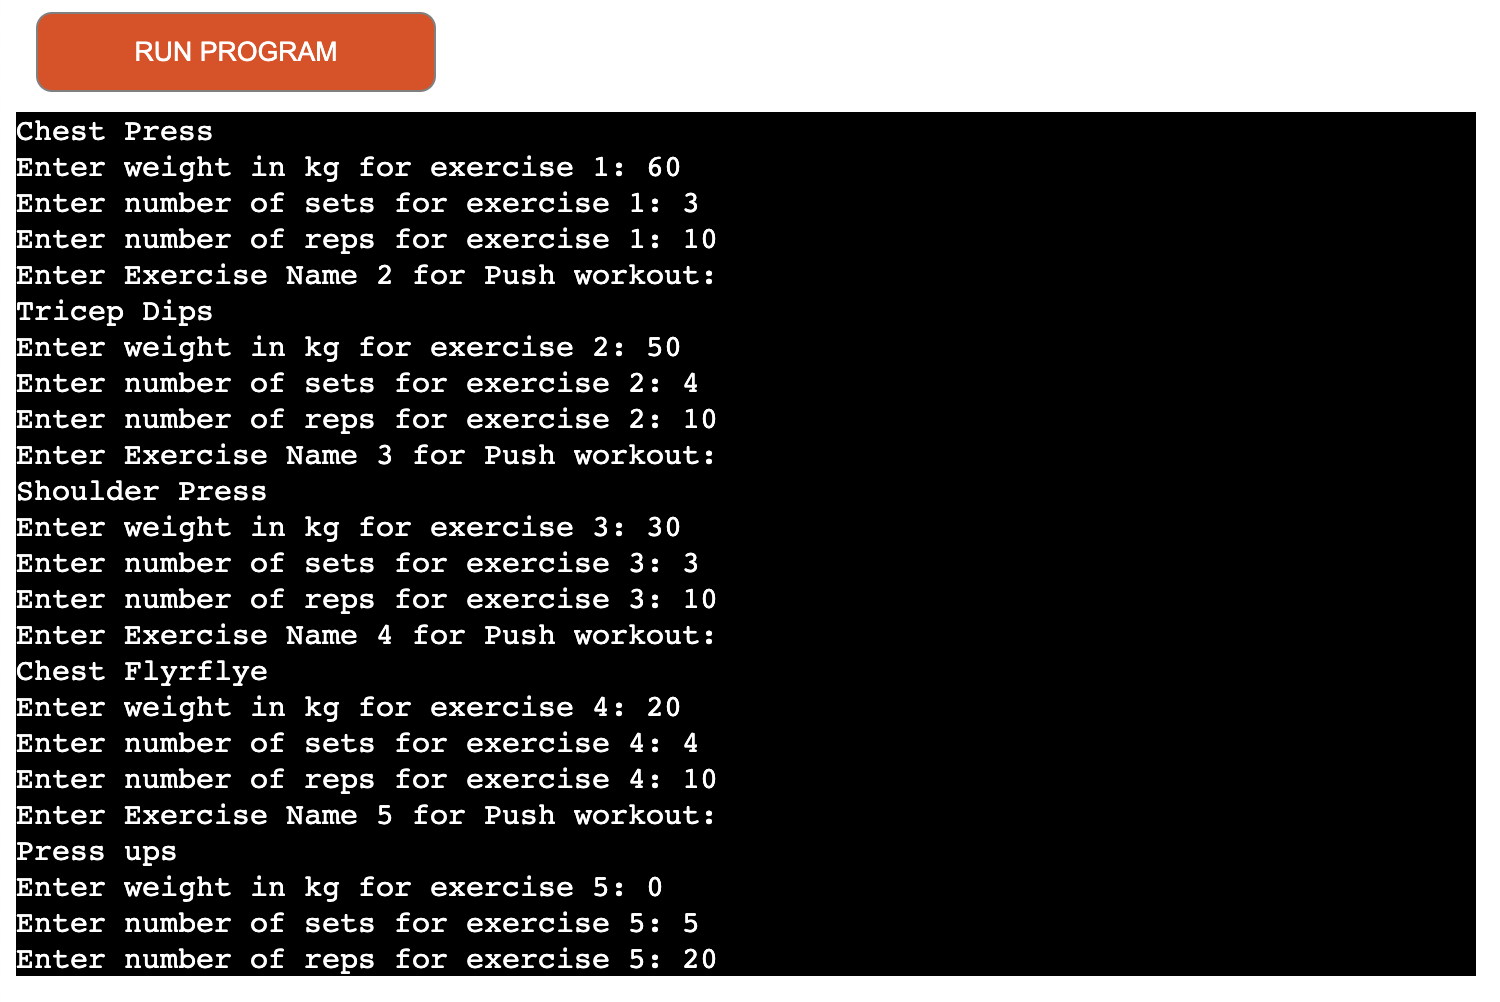 RUN PROGRAM
Chest Press
Enter weight in kg for exercise 1: 60
Enter number of sets for exercise 1: 3
Enter number of reps for exercise 1: 10
Enter Exercise Name 2 for Push workout:
Tricep Dips
Enter weight in kg for exercise 2: 50
Enter number of sets for exercise 2: 4
Enter number of reps for exercise 2: 10
Enter Exercise Name 3 for Push workout:
Shoulder Press
Enter weight in kg for exercise 3: 30
Enter number of sets for exercise 3: 3
Enter number of reps for exercise 3: 10
Enter Exercise Name 4 for Push workout:
Chest Flyrflye
Enter weight in kg for exercise 4: 20
Enter number of sets for exercise 4: 4
Enter number of reps for exercise 4: 10
Enter Exercise Name 5 for Push workout:
Press ups
Enter weight in kg for exercise 5: 0
Enter number of sets for exercise 5: 5
Enter number of reps for exercise 5: 20